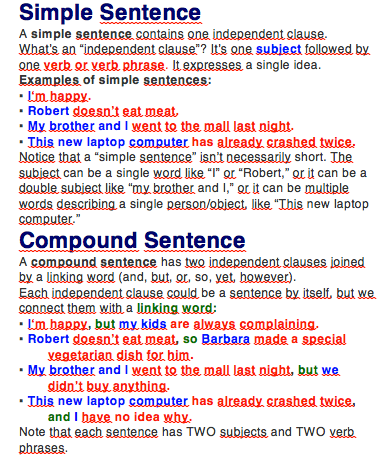 Simple Sentence
A simple sentence contains one independent clause.
What's an "independent clause"? It's one subject followed by
one verb or verb phrase. It expresses a single idea.
Examples of simple sentences:
• I'm happy.
• Robert doesn't eat meat.
• My brother and I went to the mall last night.
• This new laptop computer has already crashed twice.
Notice that a "simple sentence" isn't necessarily short. The
subject can be a single word like "I" or "Robert," or it can be a
double subject like "my brother and I," or it can be multiple
words describing a single person/object, like "This new laptop
computer."
Compound Sentence
A compound sentence has two independent clauses joined
by a linking word (and, but, or, so, yet, however).
Each independent clause could be a sentence by itself, but we
connect them with a linking word:
• I'm happy, but my kids are always complaining.
• Robert doesn't eat meat, so Barbara made a special
vegetarian dish for him.
• My brother and I went to the mall last night, but we
didn't buy anything.
• This new laptop computer has already crashed twice,
and I have no idea why.
Note that each sentence has TWO subjects and TWO verb
phrases.